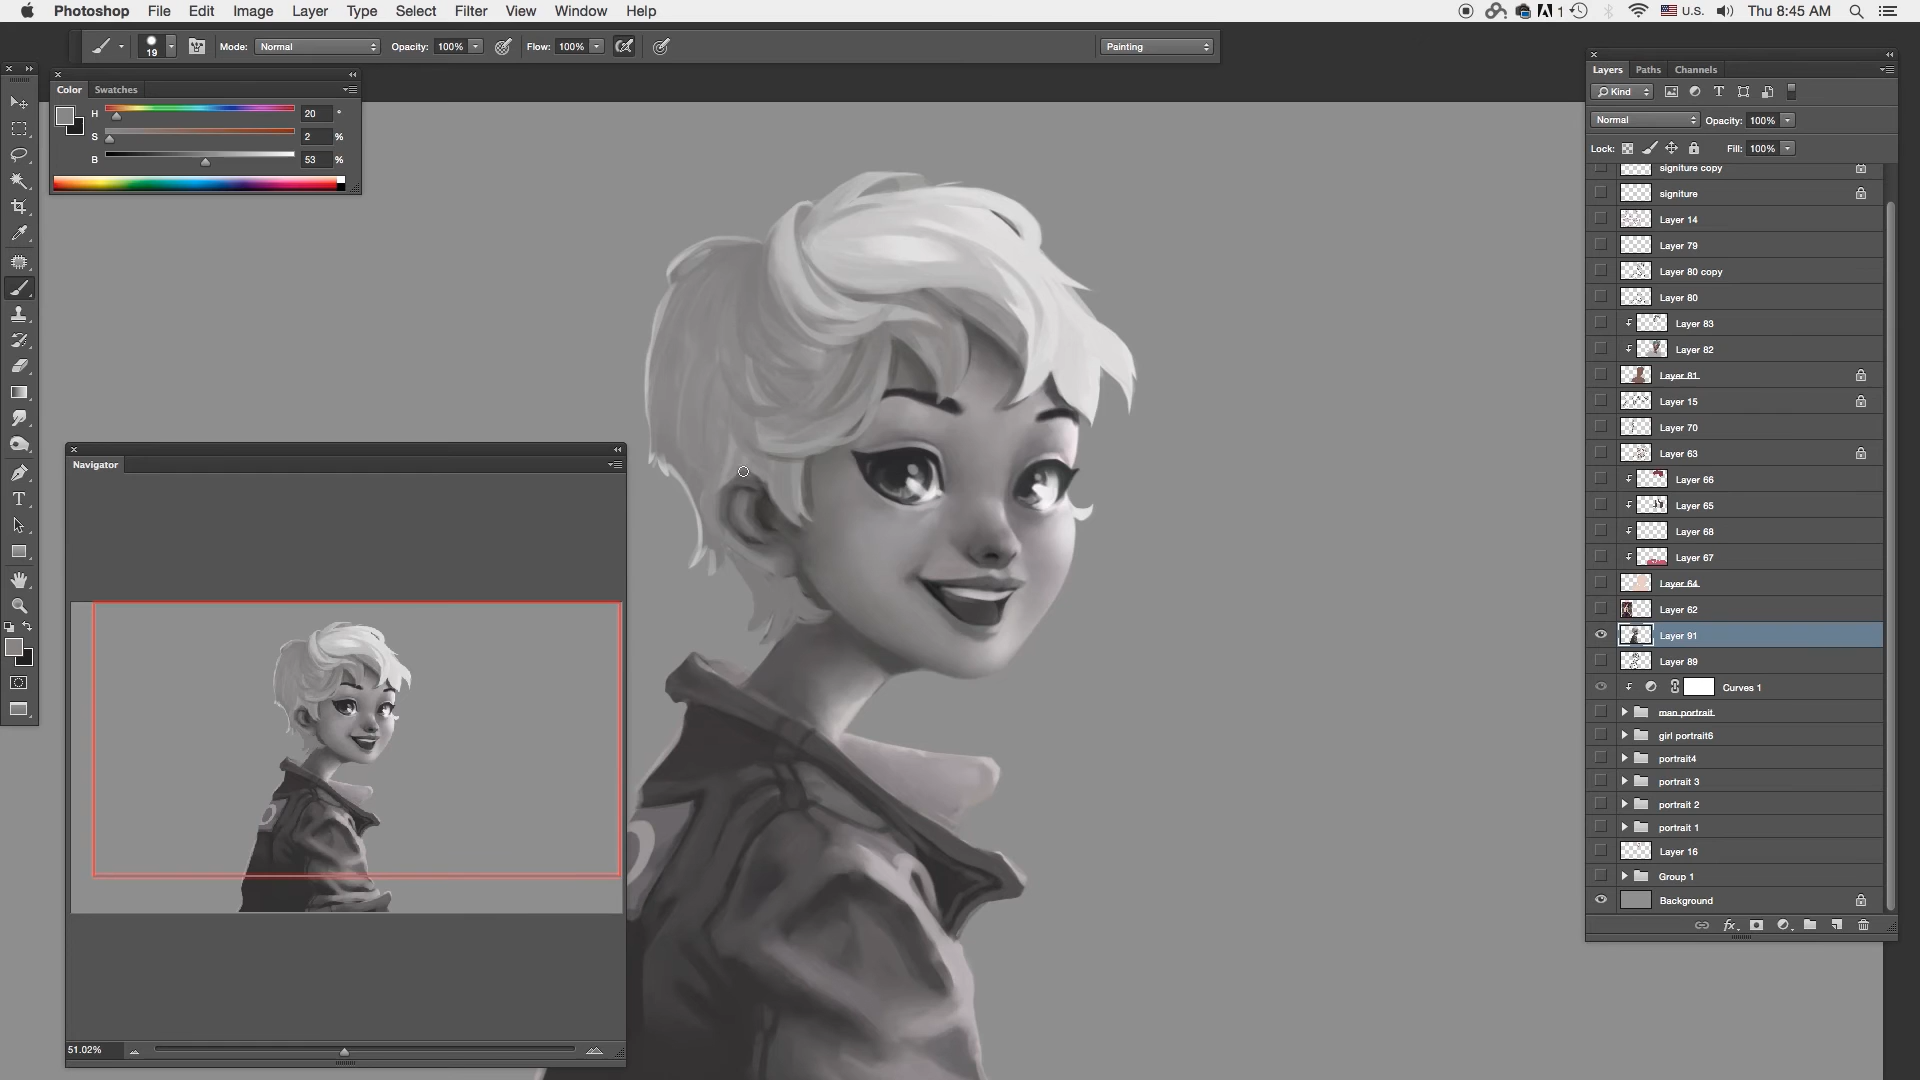 Photoshop File Edit Image Layer Type Select Filter View Window Help 1 U.S. Thu 8:45 AM
19 Mode: Normal Opacity: 100% Flow: 100% Painting
Color Swatches
H 20 °
S 2 %
B 53 %
Navigator
51.02%
Layers Paths Channels
Kind
Normal Opacity: 100%
Lock: Fill: 100%
signiture copy
signiture
Layer 14
Layer 79
Layer 80 copy
Layer 80
Layer 83
Layer 82
Layer 81
Layer 15
Layer 70
Layer 63
Layer 66
Layer 65
Layer 68
Layer 67
Layer 64
Layer 62
Layer 91
Layer 89
Curves 1
man portrait
girl portrait6
portrait4
portrait 3
portrait 2
portrait 1
Layer 16
Group 1
Background
fx